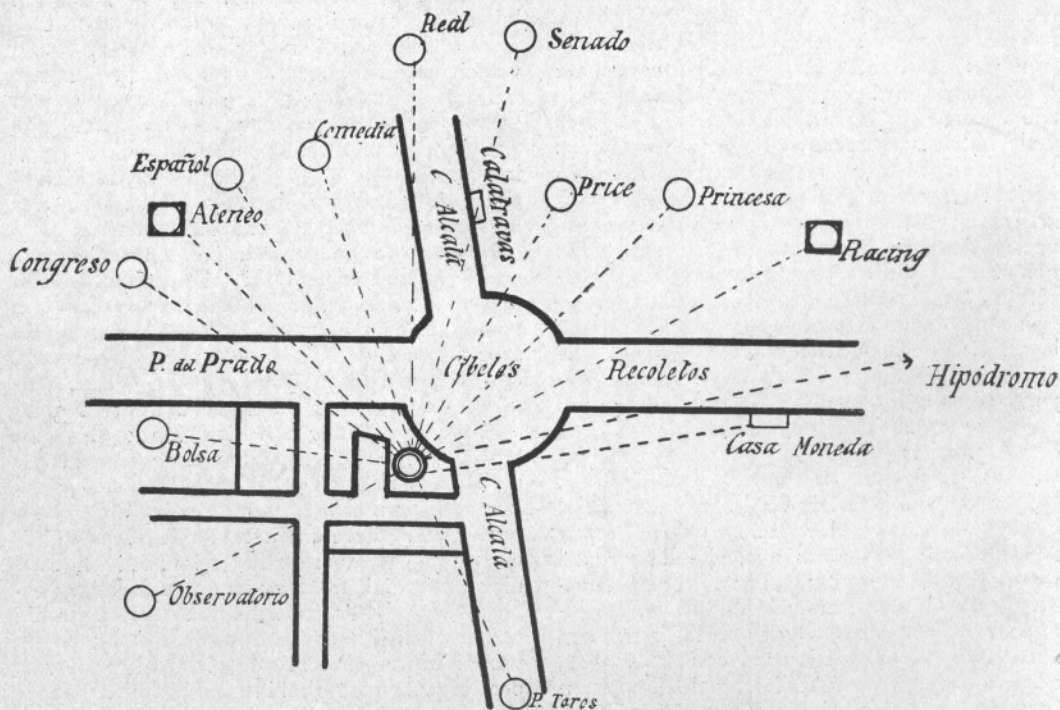 Real
Senado
Comedia
Español
Ateneo
Congreso
C. Alcalá
Calatravas
Price
Princesa
Racing
P. del Prado
Cibeles
Recoletos
Hipódromo
Bolsa
Casa Moneda
C. Alcalá
Observatorio
P. Toros